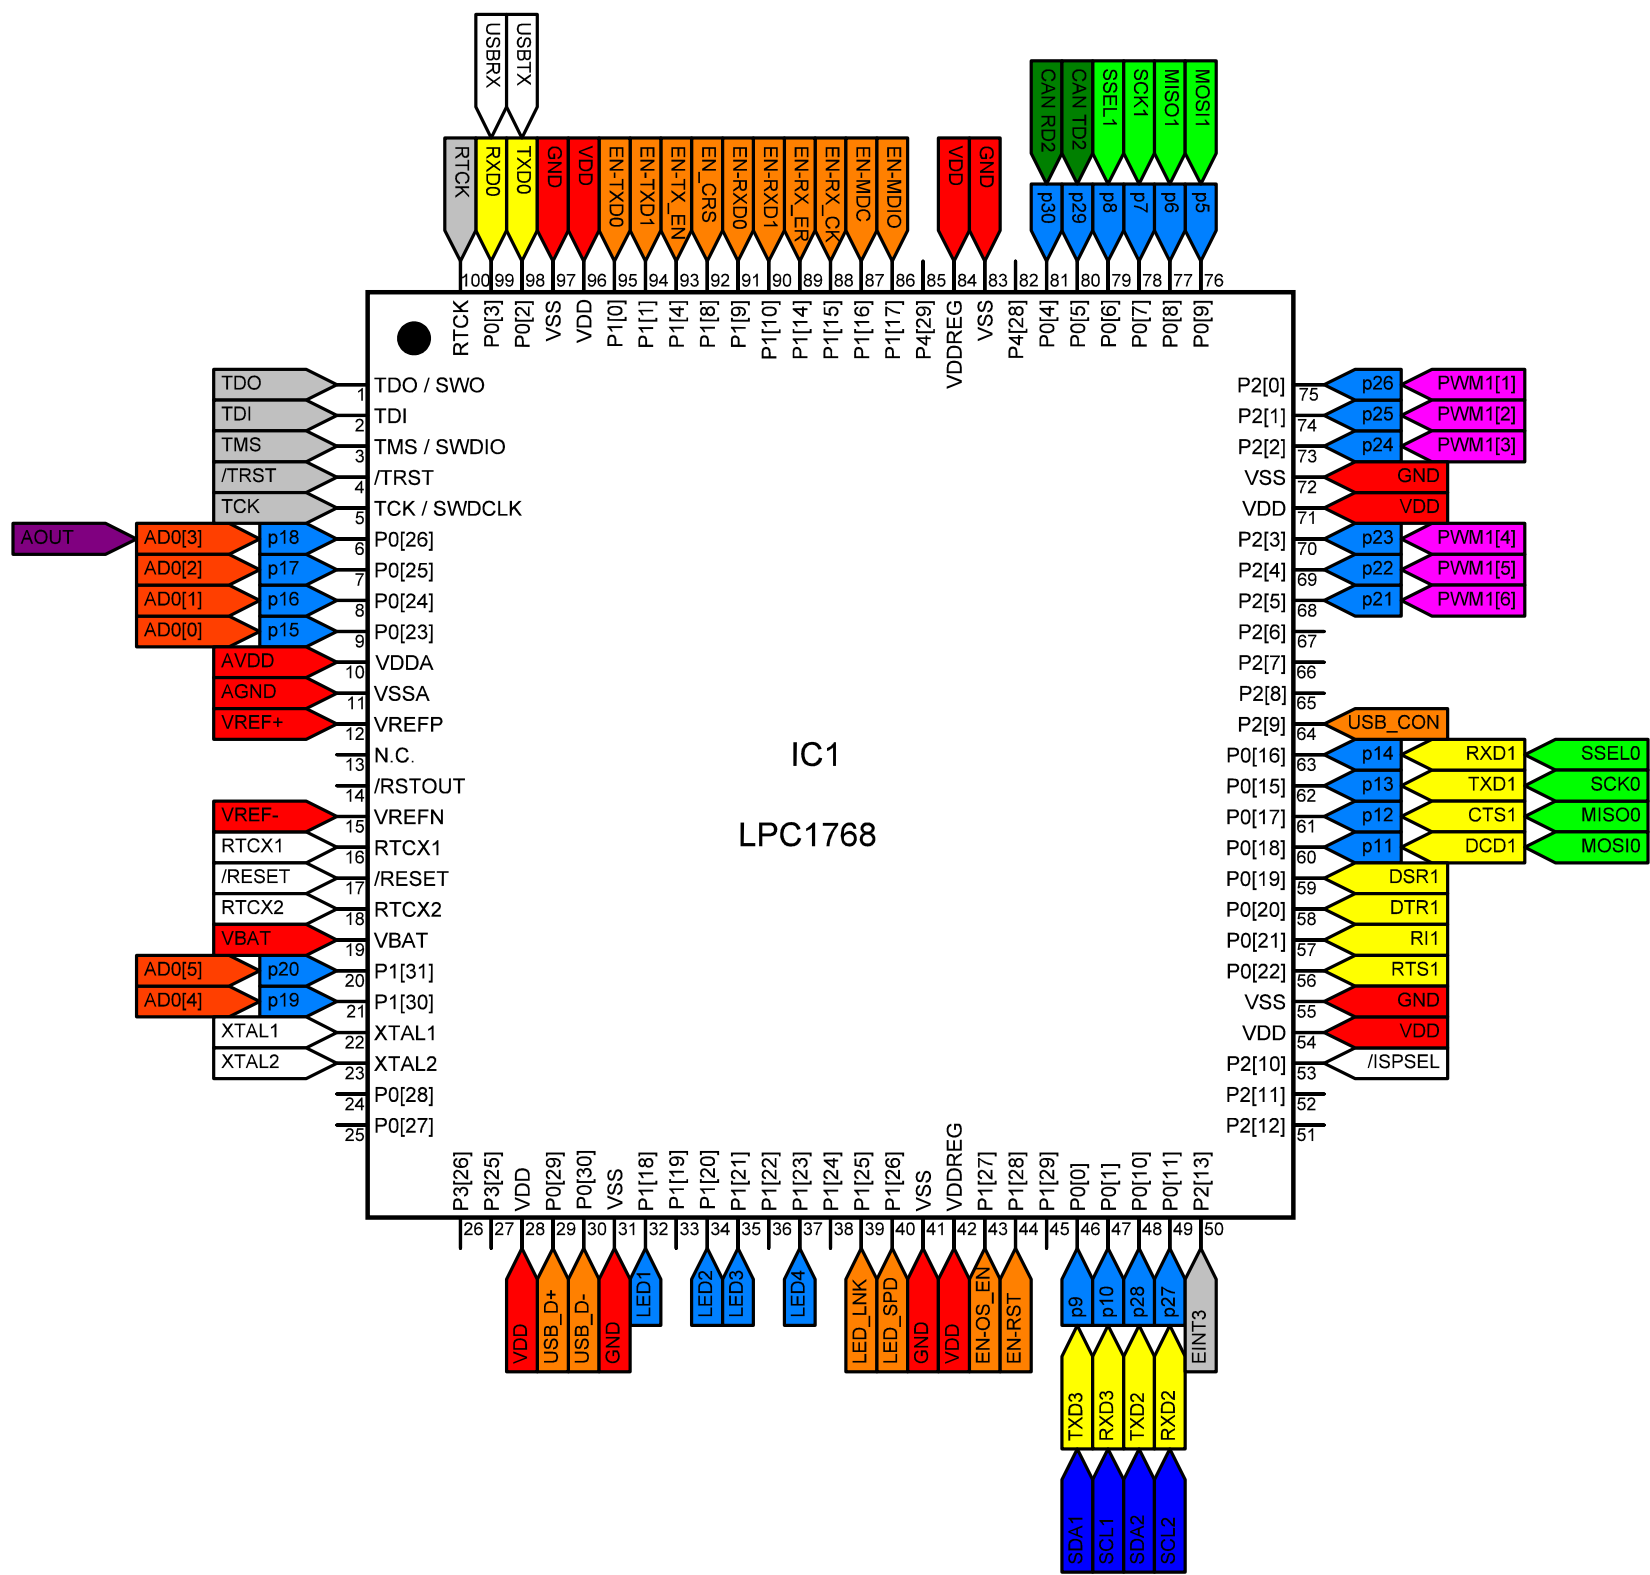 USBRX USBTX
CAN RD2 CAN TD2 SSEL1 SCK1 MISO1 MOSI1
RTCK RXD0 TXD0 GND VDD EN-TXD0 EN-TXD1 EN-TX_EN EN_CRS EN-RXD0 EN-RXD1 EN-RX_ER EN-RX_CK EN-MDC EN-MDIO VDD GND p30 p29 p8 p7 p6 p5
100 99 98 97 96 95 94 93 92 91 90 89 88 87 86 85 84 83 82 81 80 79 78 77 76
RTCK P0[3] P0[2] VSS VDD P1[0] P1[1] P1[4] P1[8] P1[9] P1[10] P1[14] P1[15] P1[16] P1[17] P4[29] VDDREG VSS P4[28] P0[4] P0[5] P0[6] P0[7] P0[8] P0[9]
TDO 1 TDO / SWO
TDI 2 TDI
TMS 3 TMS / SWDIO
/TRST 4 /TRST
TCK 5 TCK / SWDCLK
AOUT AD0[3] p18 6 P0[26]
AD0[2] p17 7 P0[25]
AD0[1] p16 8 P0[24]
AD0[0] p15 9 P0[23]
AVDD 10 VDDA
AGND 11 VSSA
VREF+ 12 VREFP
13 N.C.
14 /RSTOUT
VREF- 15 VREFN
RTCX1 16 RTCX1
/RESET 17 /RESET
RTCX2 18 RTCX2
VBAT 19 VBAT
AD0[5] p20 20 P1[31]
AD0[4] p19 21 P1[30]
XTAL1 22 XTAL1
XTAL2 23 XTAL2
24 P0[28]
25 P0[27]
IC1
LPC1768
P2[0] 75 p26 PWM1[1]
P2[1] 74 p25 PWM1[2]
P2[2] 73 p24 PWM1[3]
VSS 72 GND
VDD 71 VDD
P2[3] 70 p23 PWM1[4]
P2[4] 69 p22 PWM1[5]
P2[5] 68 p21 PWM1[6]
P2[6] 67
P2[7] 66
P2[8] 65
P2[9] 64 USB_CON
P0[16] 63 p14 RXD1 SSEL0
P0[15] 62 p13 TXD1 SCK0
P0[17] 61 p12 CTS1 MISO0
P0[18] 60 p11 DCD1 MOSI0
P0[19] 59 DSR1
P0[20] 58 DTR1
P0[21] 57 RI1
P0[22] 56 RTS1
VSS 55 GND
VDD 54 VDD
P2[10] 53 /ISPSEL
P2[11] 52
P2[12] 51
P3[26] P3[25] VDD P0[29] P0[30] VSS P1[18] P1[19] P1[20] P1[21] P1[22] P1[23] P1[24] P1[25] P1[26] VSS VDDREG P1[27] P1[28] P1[29] P0[0] P0[1] P0[10] P0[11] P2[13]
26 27 28 29 30 31 32 33 34 35 36 37 38 39 40 41 42 43 44 45 46 47 48 49 50
VDD USB_D+ USB_D- GND LED1 LED2 LED3 LED4 LED_LNK LED_SPD GND VDD EN-OS_EN EN-RST p9 p10 p28 p27 EINT3
TXD3 RXD3 TXD2 RXD2
SDA1 SCL1 SDA2 SCL2